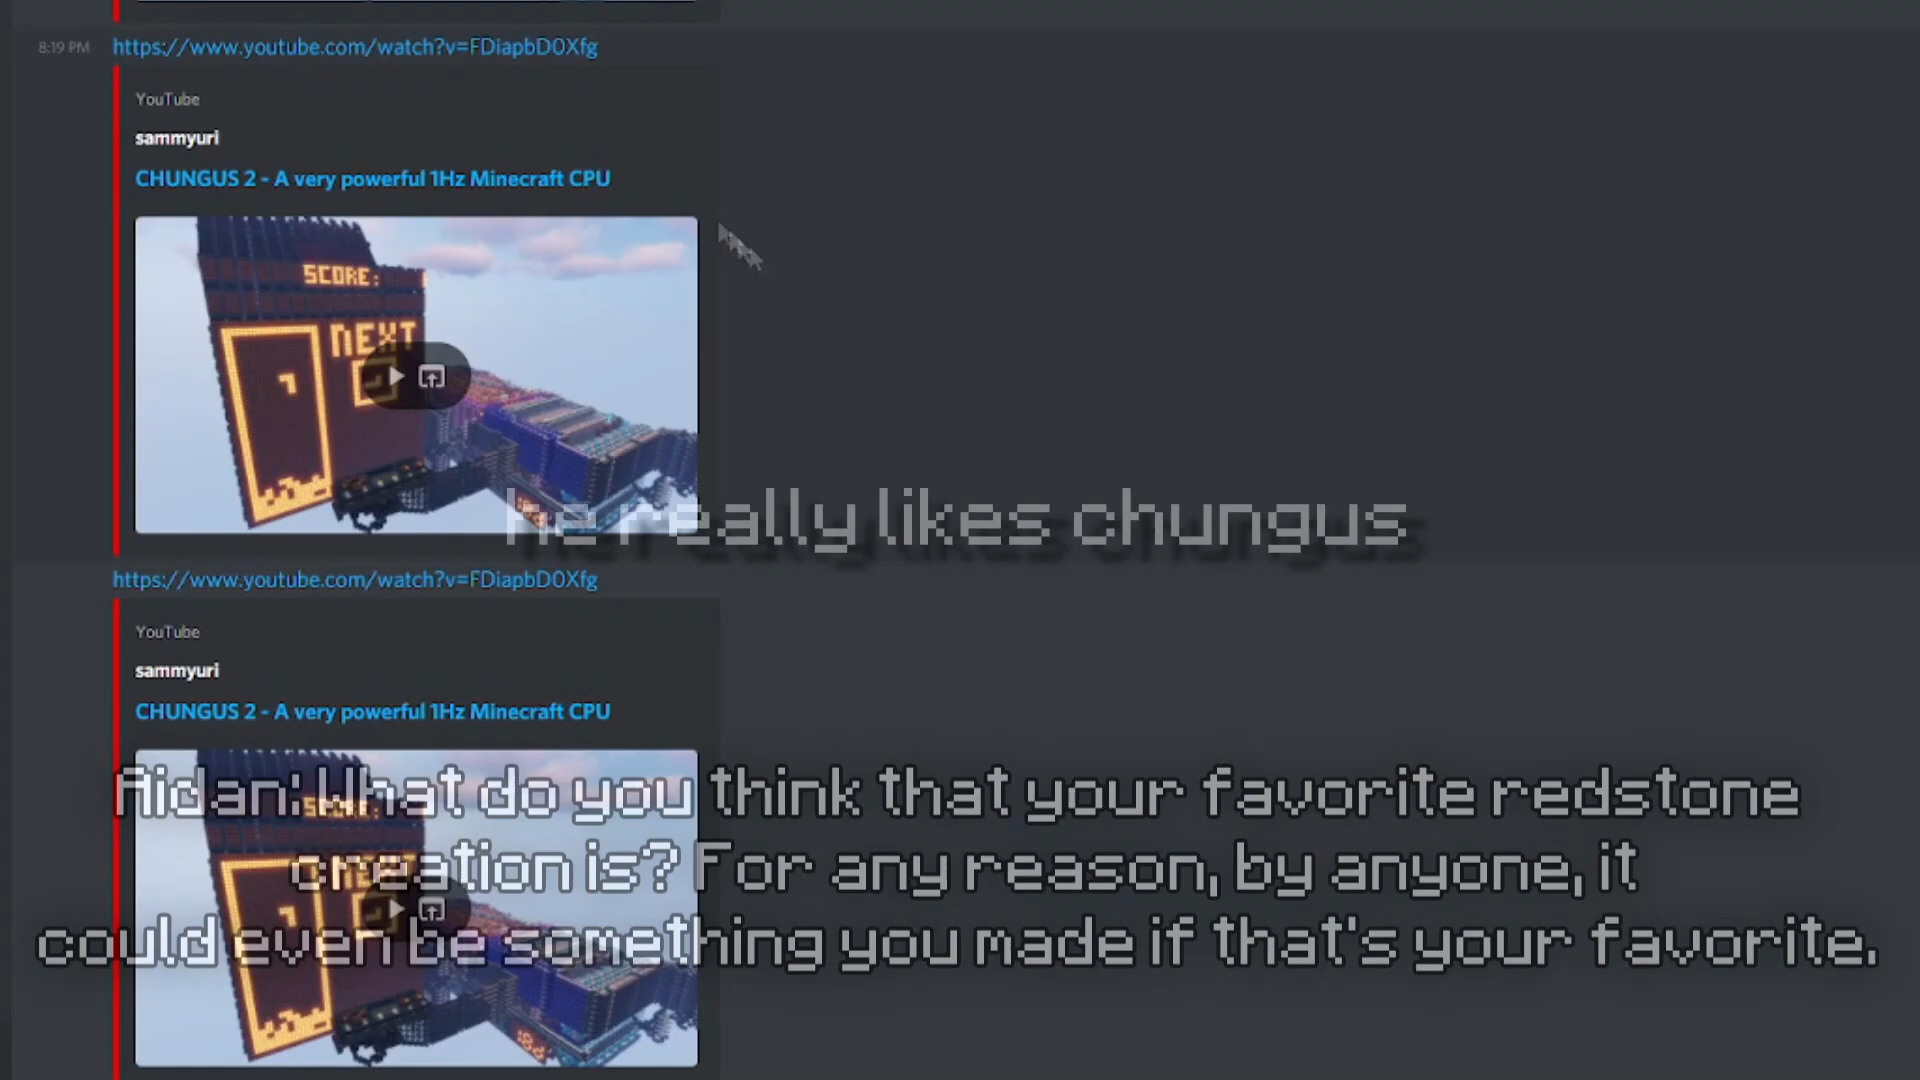 8:19 PM https://www.youtube.com/watch?v=FDiapbD0Xfg
YouTube
sammyuri
CHUNGUS 2 - A very powerful 1Hz Minecraft CPU
SCORE:
NEXT
he really likes chungus
https://www.youtube.com/watch?v=FDiapbD0Xfg
YouTube
sammyuri
CHUNGUS 2 - A very powerful 1Hz Minecraft CPU
SCORE:
Aidan: What do you think that your favorite redstone
creation is? For any reason, by anyone, it
could even be something you made if that's your favorite.